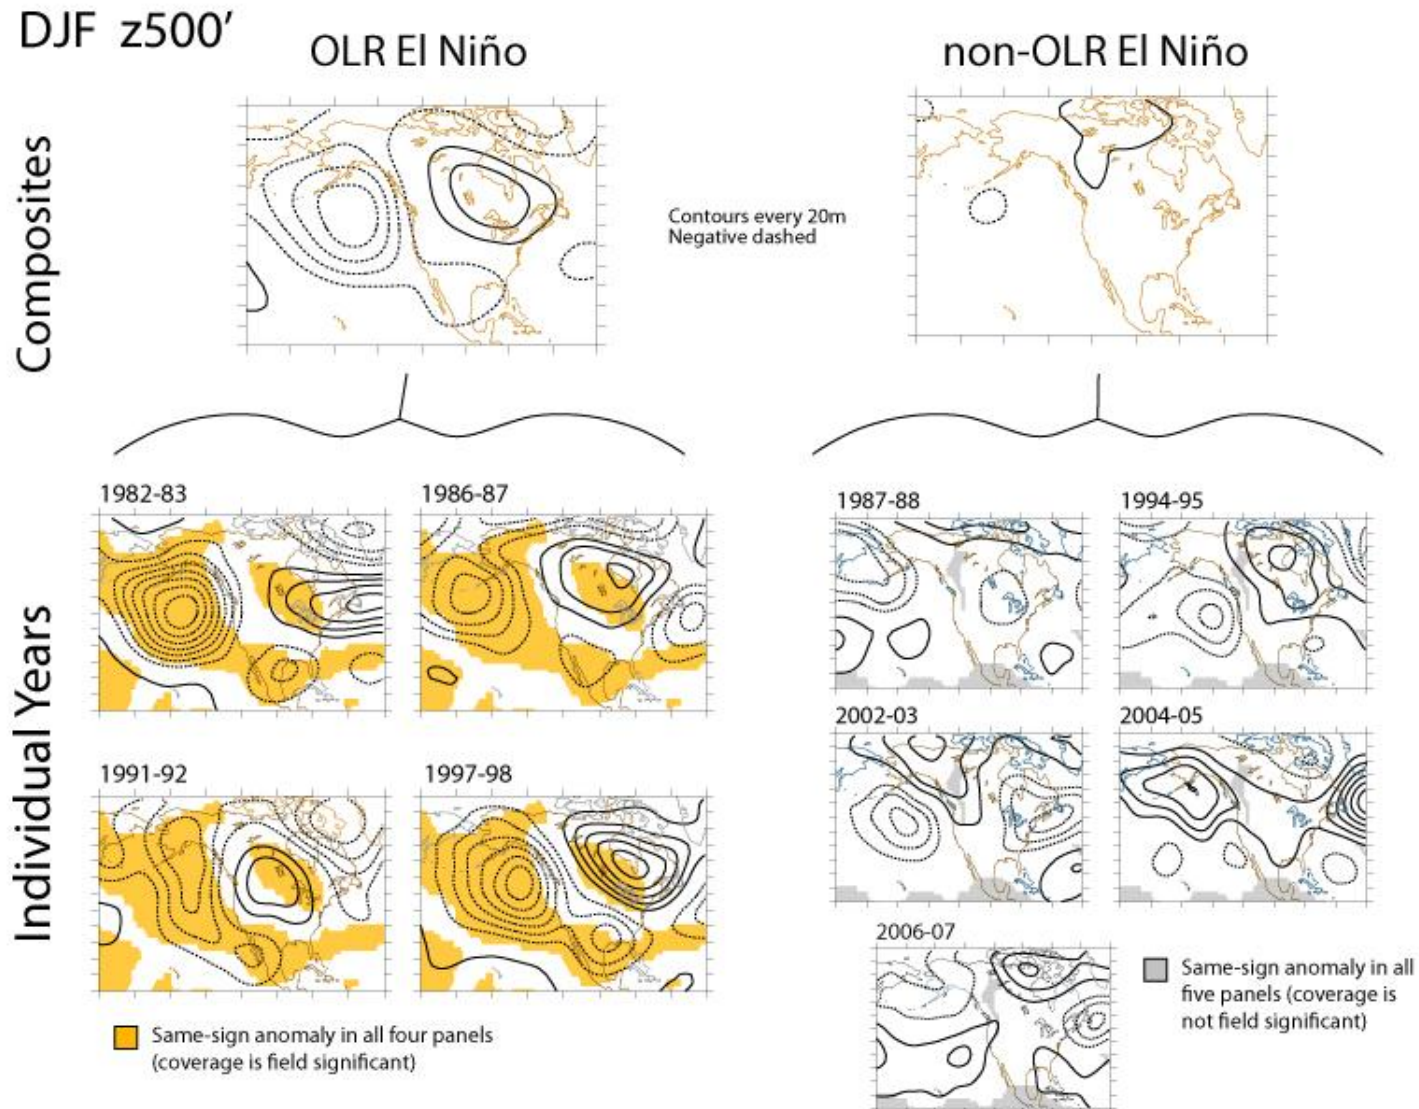 DJF z500’
OLR El Niño
non-OLR El Niño
Composites
Contours every 20m
Negative dashed
Individual Years
1982-83
1986-87
1991-92
1997-98
Same-sign anomaly in all four panels
(coverage is field significant)
1987-88
1994-95
2002-03
2004-05
2006-07
Same-sign anomaly in all
five panels (coverage is
not field significant)